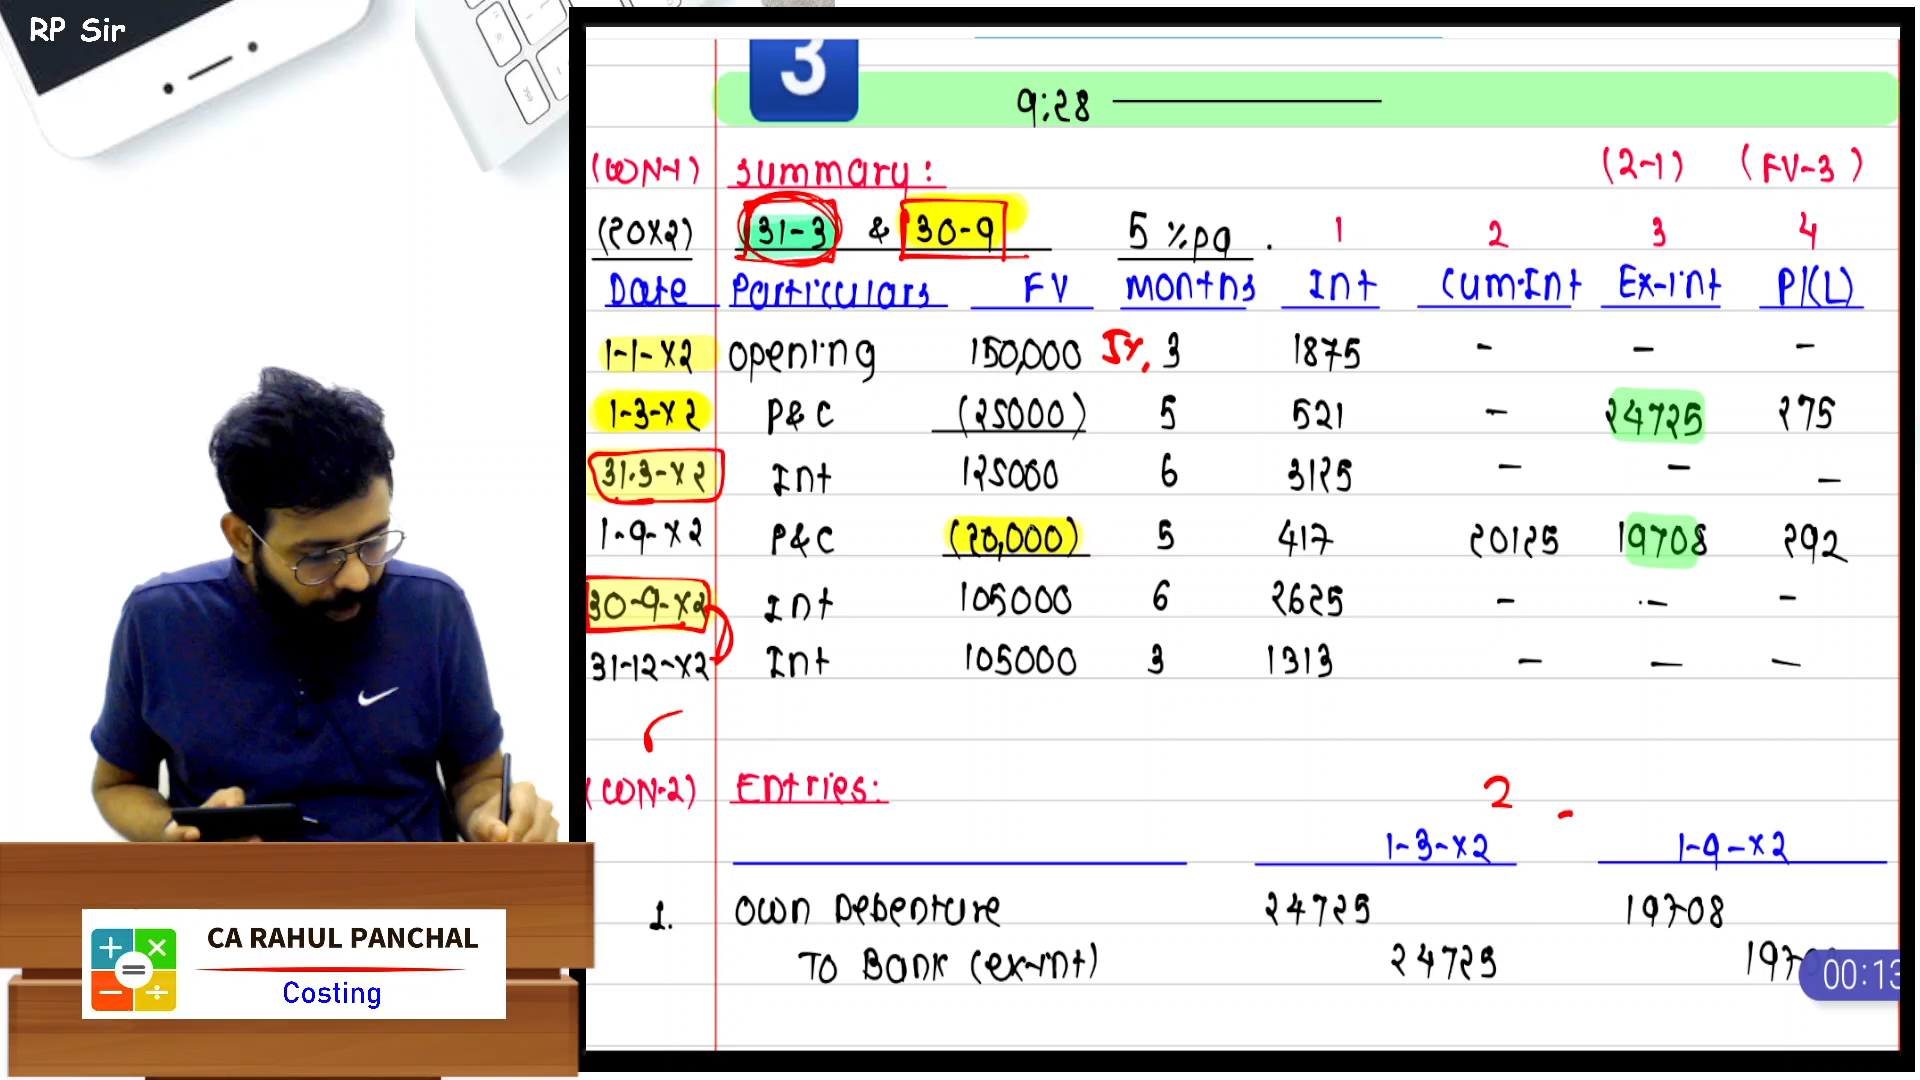 RP Sir
3
9:28
(CON-1) Summary: (2-1) (FV-3)
(20X2) 31-3 & 30-9 5 %pa. 1 2 3 4
Date Particulars FV Months Int Cum.Int Ex-int P/(L)
1-1-X2 Opening 150,000 3 1875 - - -
1-3-X2 P&C (25000) 5 521 - 24725 275
31.3-X2 Int 125000 6 3125 - - -
1-9-X2 P&C (20,000) 5 417 20125 19708 292
30-9-X2 Int 105000 6 2625 - - -
31-12-X2 Int 105000 3 1313 - - -
(CON-2) Entries: 2 -
1-3-X2 1-9-X2
1. Own Debenture 24725 19708
To Bank (ex-int) 24725 197
00:13
CA RAHUL PANCHAL
Costing